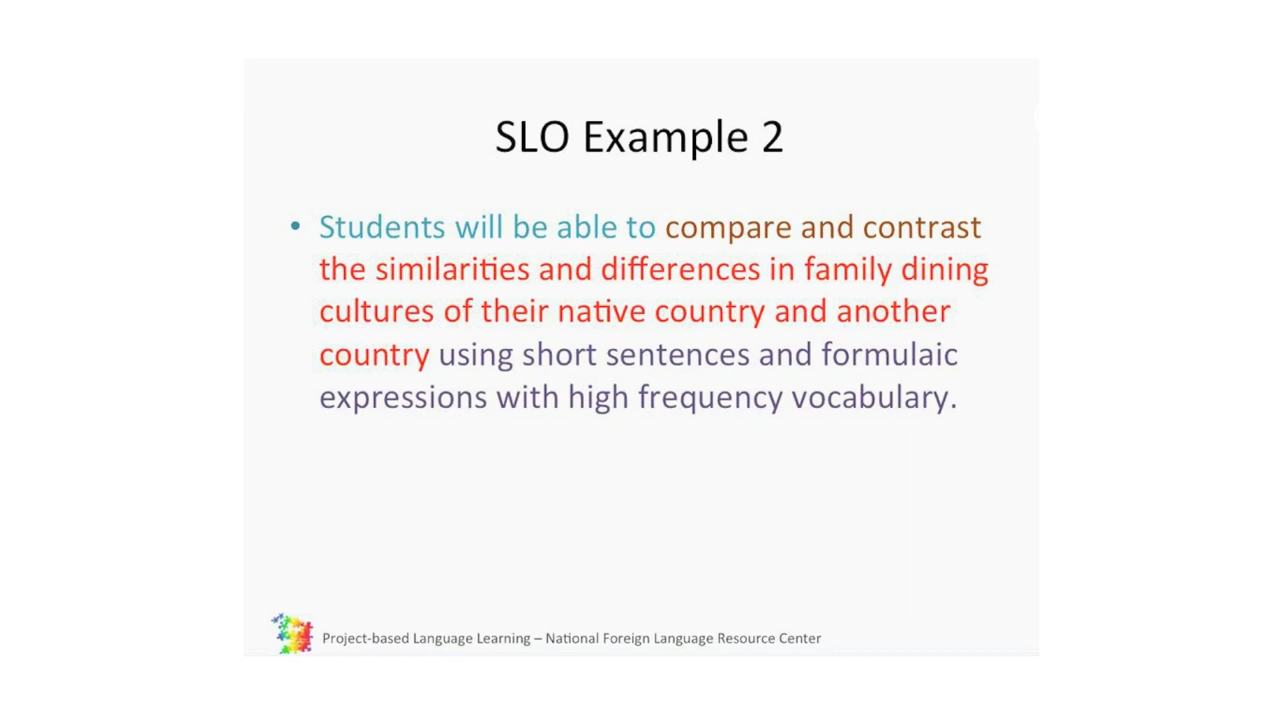 SLO Example 2
• Students will be able to compare and contrast
the similarities and differences in family dining
cultures of their native country and another
country using short sentences and formulaic
expressions with high frequency vocabulary.
Project-based Language Learning – National Foreign Language Resource Center